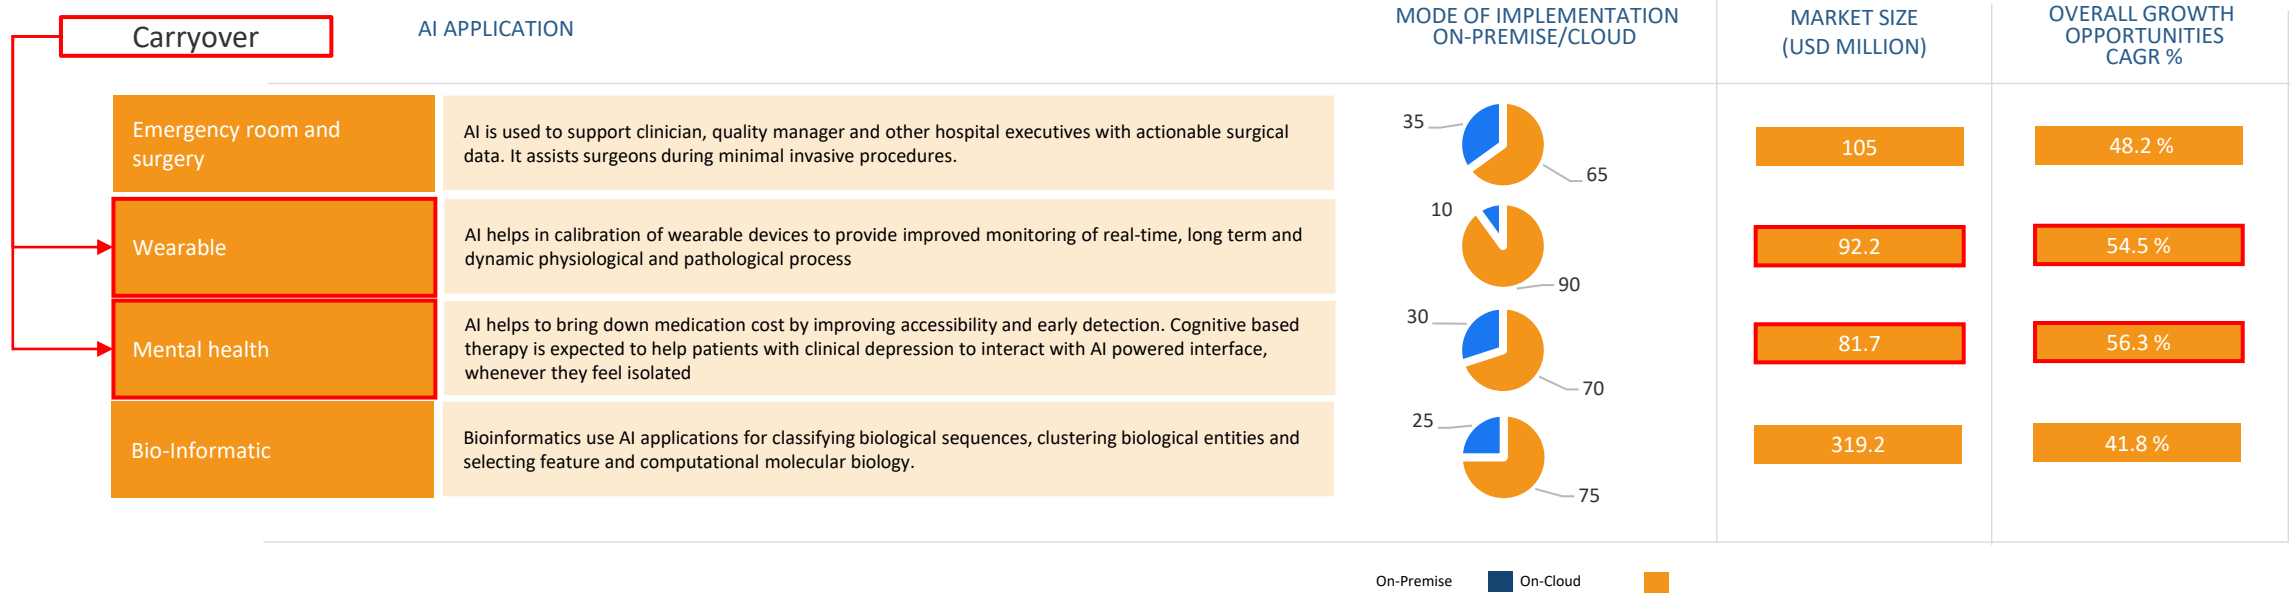 Carryover
AI APPLICATION
MODE OF IMPLEMENTATION
ON-PREMISE/CLOUD
MARKET SIZE
(USD MILLION)
OVERALL GROWTH
OPPORTUNITIES
CAGR %
Emergency room and
surgery
AI is used to support clinician, quality manager and other hospital executives with actionable surgical
data. It assists surgeons during minimal invasive procedures.
35
65
105
48.2 %
Wearable
AI helps in calibration of wearable devices to provide improved monitoring of real-time, long term and
dynamic physiological and pathological process
10
90
92.2
54.5 %
Mental health
AI helps to bring down medication cost by improving accessibility and early detection. Cognitive based
therapy is expected to help patients with clinical depression to interact with AI powered interface,
whenever they feel isolated
30
70
81.7
56.3 %
Bio-Informatic
Bioinformatics use AI applications for classifying biological sequences, clustering biological entities and
selecting feature and computational molecular biology.
25
75
319.2
41.8 %
On-Premise
On-Cloud